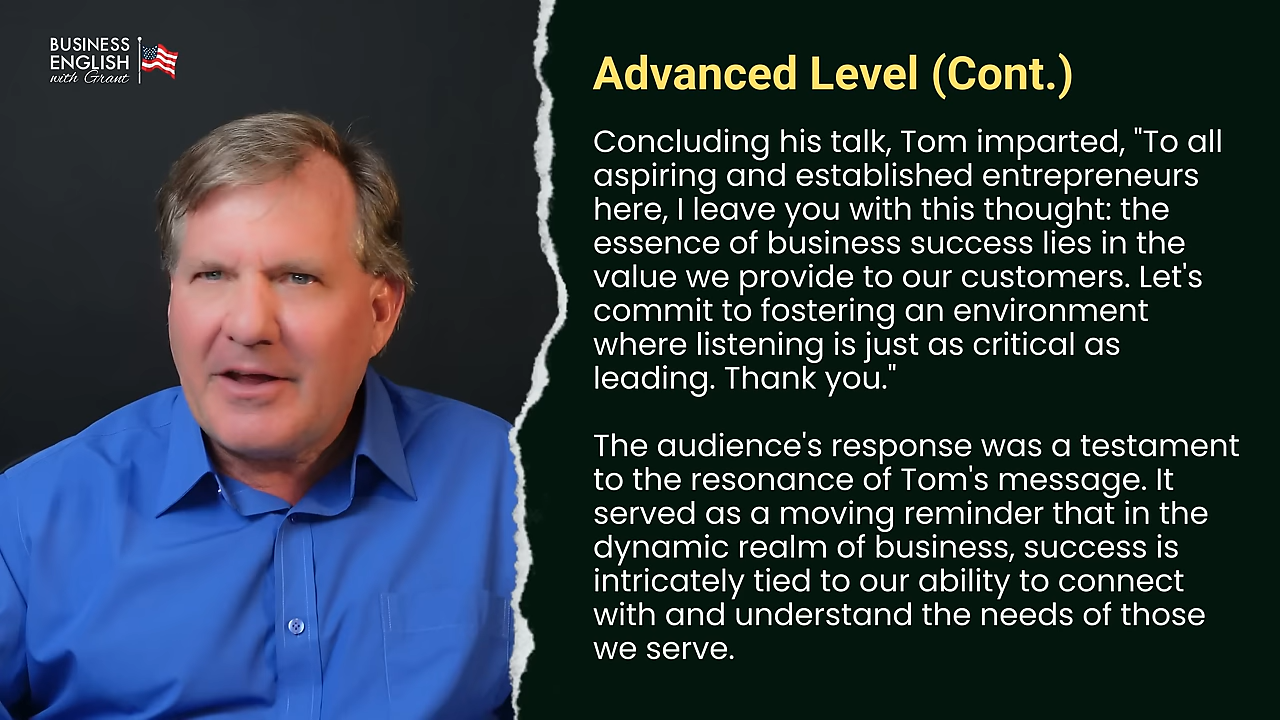 BUSINESS
ENGLISH
with Grant
Advanced Level (Cont.)
Concluding his talk, Tom imparted, "To all
aspiring and established entrepreneurs
here, I leave you with this thought: the
essence of business success lies in the
value we provide to our customers. Let's
commit to fostering an environment
where listening is just as critical as
leading. Thank you."
The audience's response was a testament
to the resonance of Tom's message. It
served as a moving reminder that in the
dynamic realm of business, success is
intricately tied to our ability to connect
with and understand the needs of those
we serve.